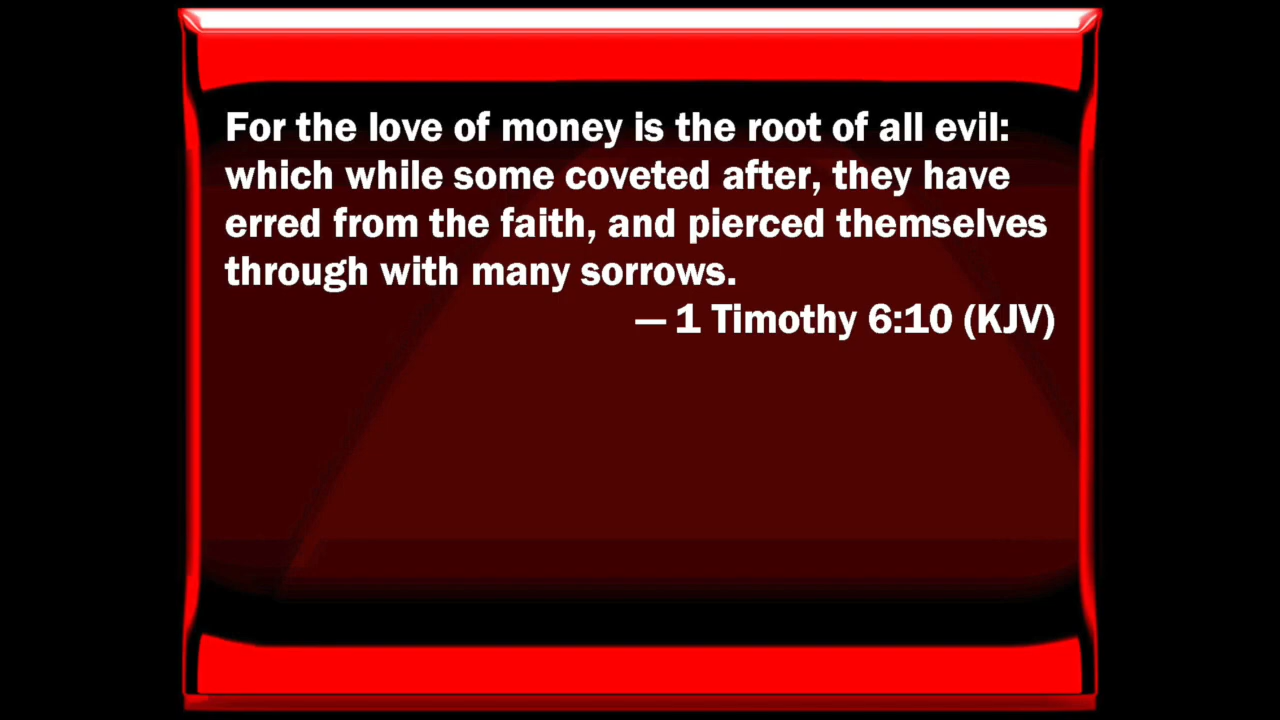 For the love of money is the root of all evil:
which while some coveted after, they have
erred from the faith, and pierced themselves
through with many sorrows.
— 1 Timothy 6:10 (KJV)